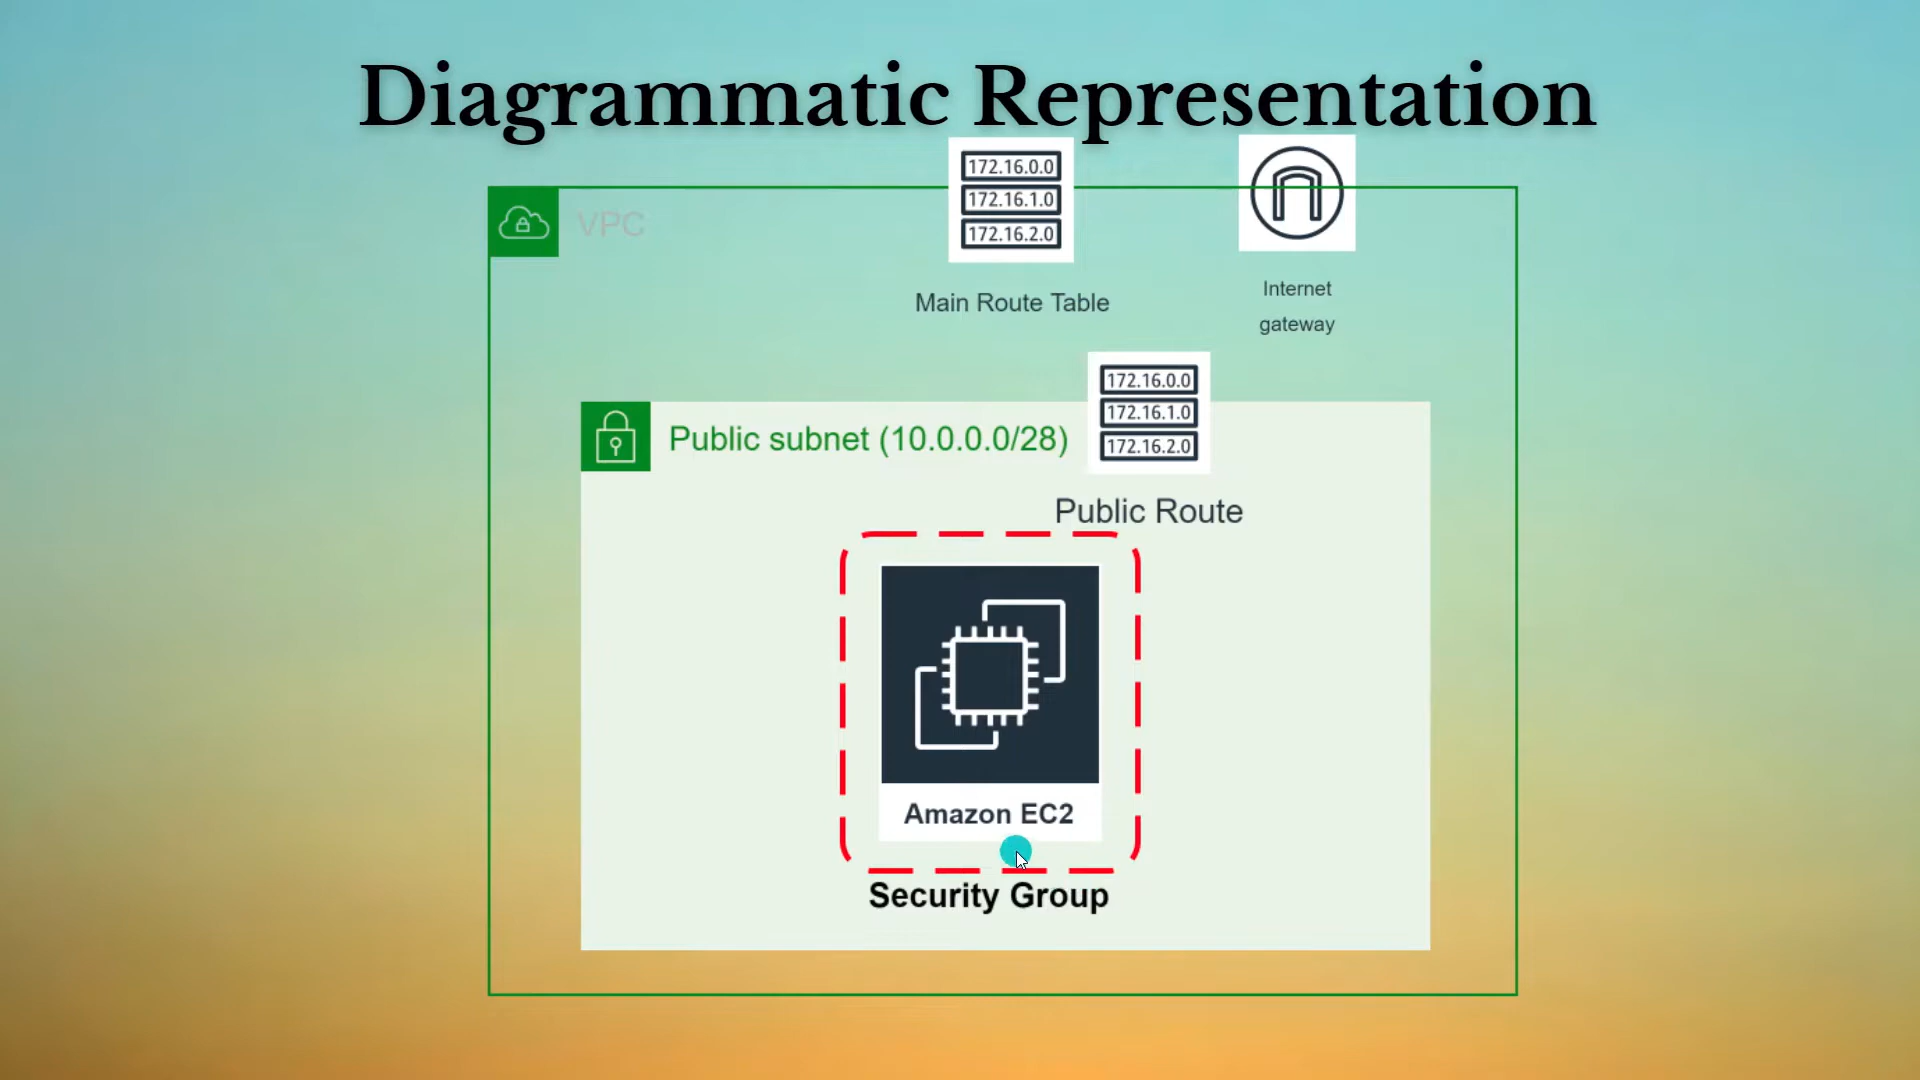 Diagrammatic Representation
172.16.0.0
172.16.1.0
172.16.2.0
VPC
Main Route Table
Internet
gateway
172.16.0.0
172.16.1.0
172.16.2.0
Public subnet (10.0.0.0/28)
Public Route
Amazon EC2
Security Group